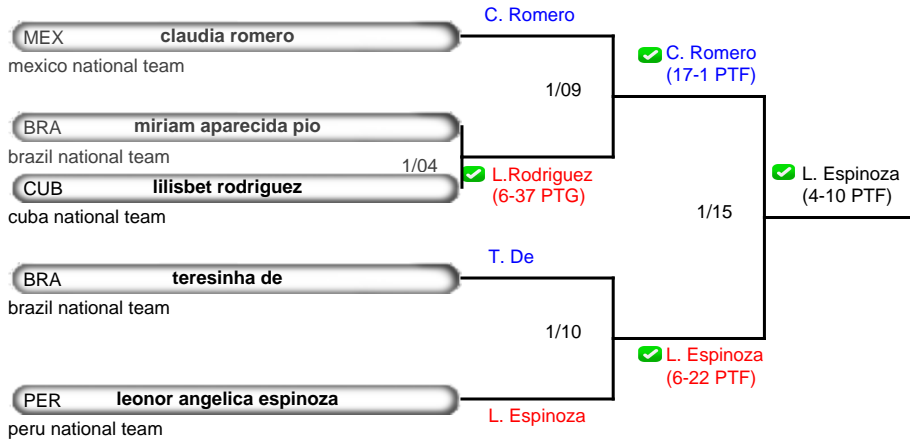 C. Romero
MEX claudia romero
mexico national team
C. Romero
(17-1 PTF)
1/09
BRA miriam aparecida pio
brazil national team
1/04
L.Rodriguez
(6-37 PTG)
CUB lilisbet rodriguez
cuba national team
L. Espinoza
(4-10 PTF)
1/15
T. De
BRA teresinha de
brazil national team
1/10
L. Espinoza
(6-22 PTF)
PER leonor angelica espinoza
L. Espinoza
peru national team